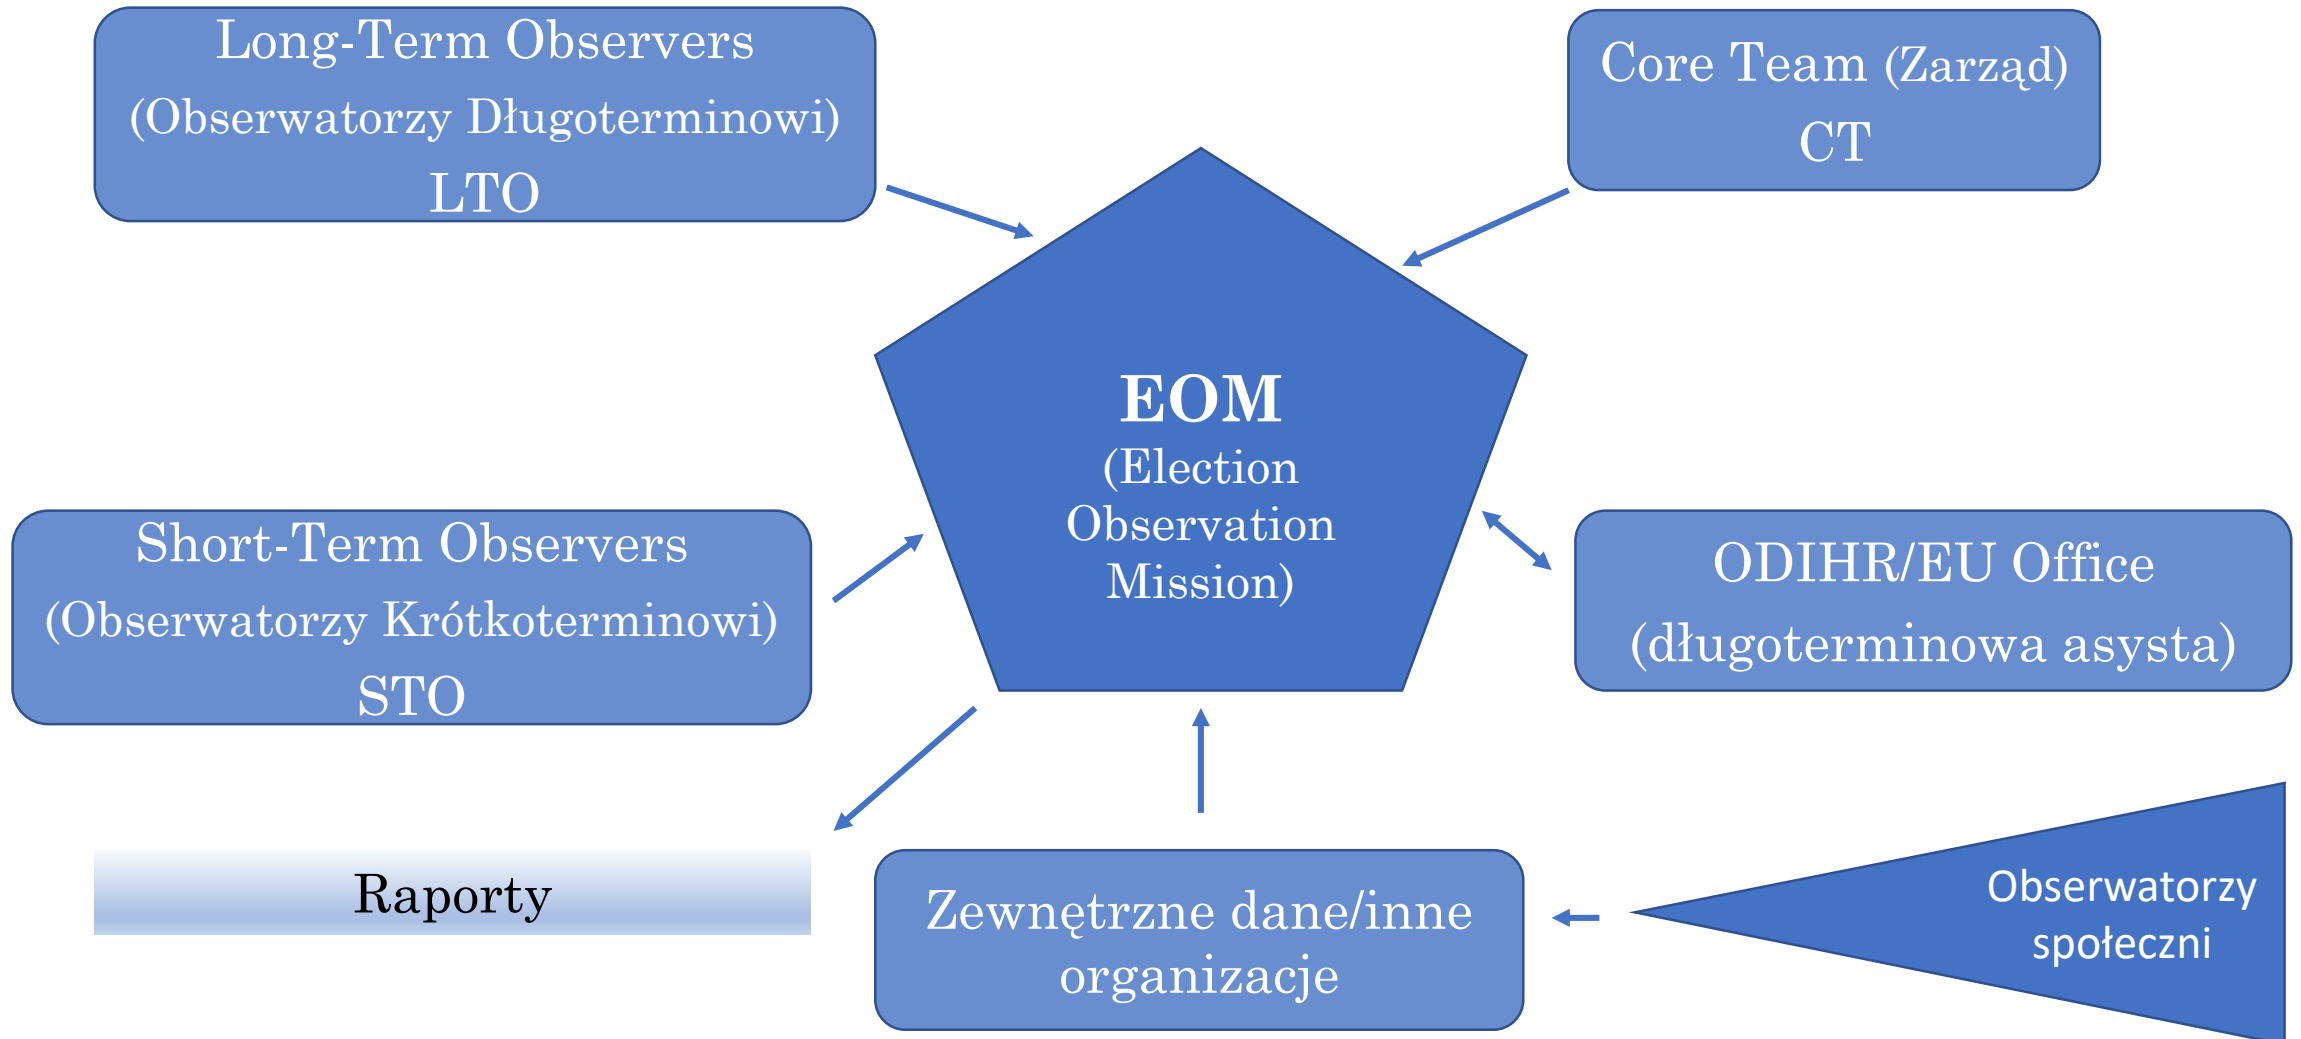 Long-Term Observers
(Obserwatorzy Długoterminowi)
LTO
Core Team (Zarząd)
CT
EOM
(Election
Observation
Mission)
Short-Term Observers
(Obserwatorzy Krótkoterminowi)
STO
ODIHR/EU Office
(długoterminowa asysta)
Raporty
Zewnętrzne dane/inne
organizacje
Obserwatorzy
społeczni